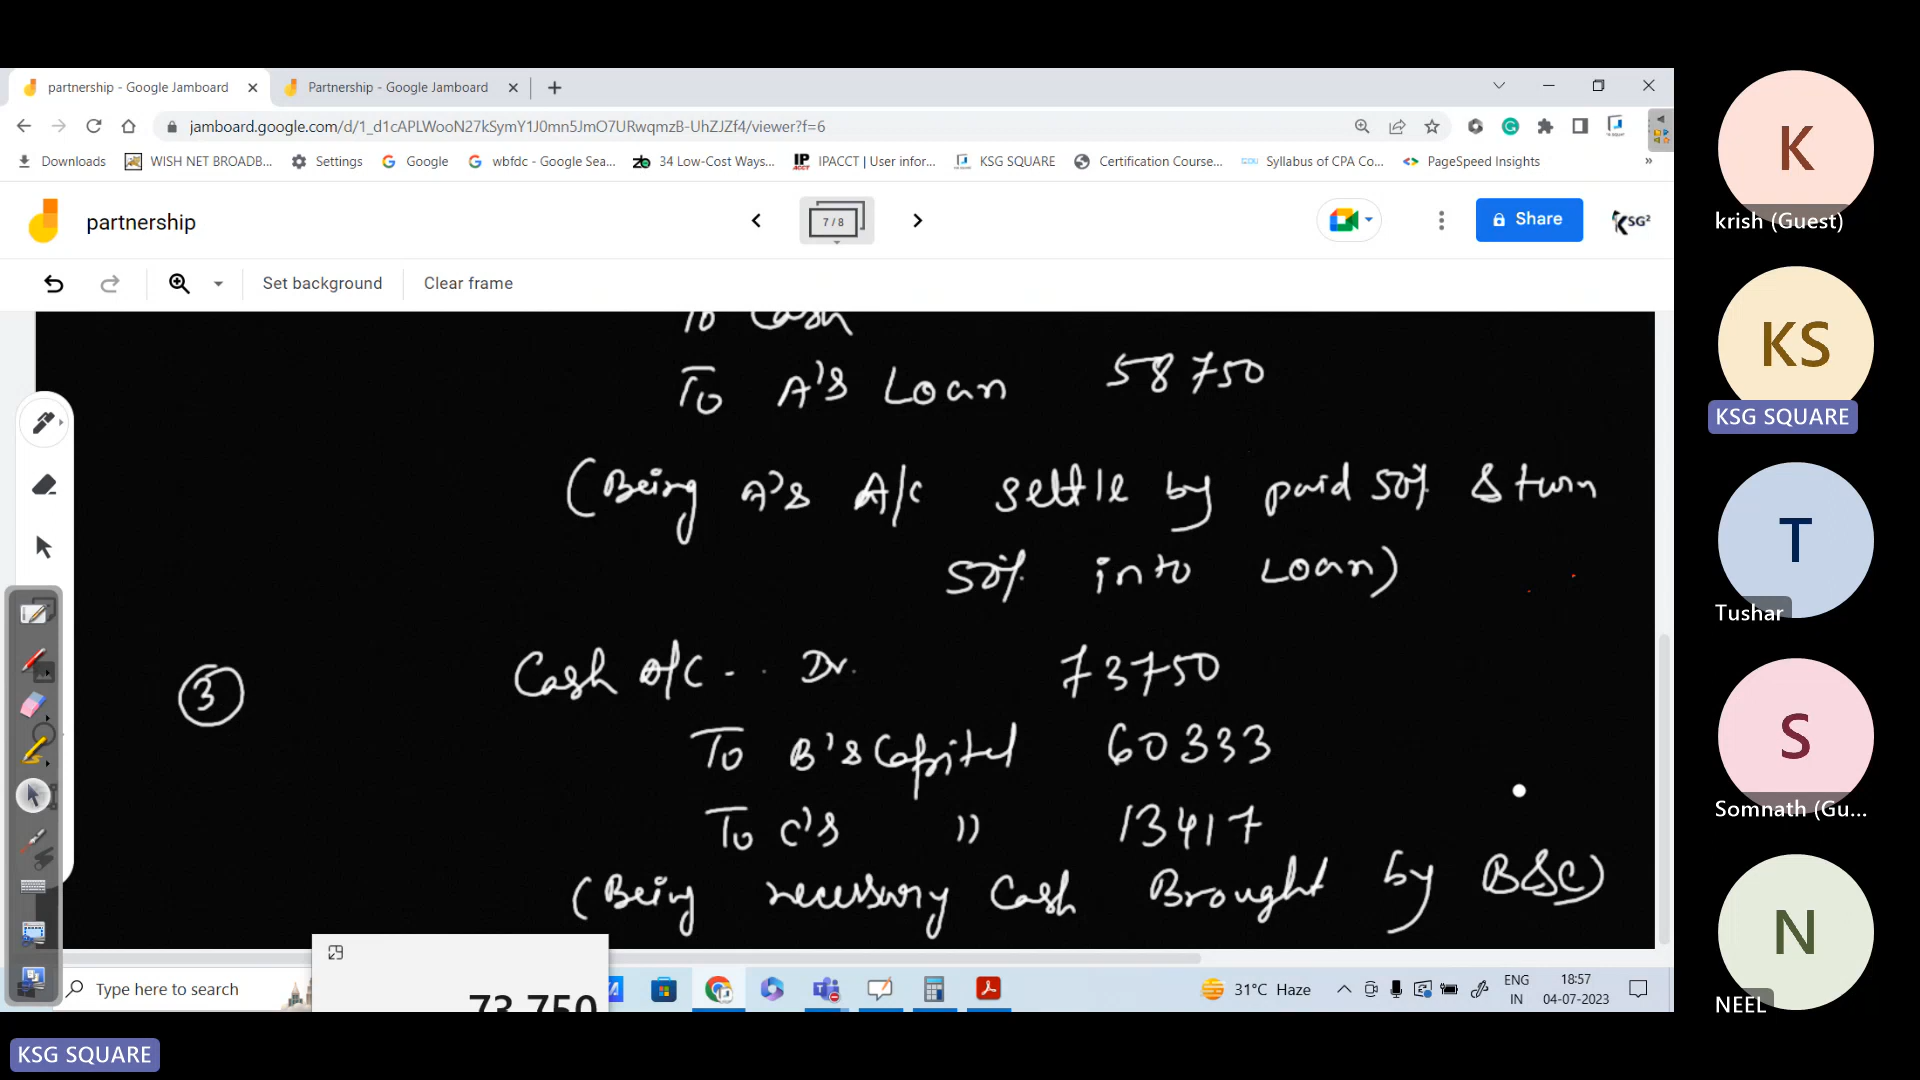 partnership - Google Jamboard
Partnership - Google Jamboard
jamboard.google.com/d/1_d1cAPLWooN27kSymY1J0mn5JmO7URwqmzB-UhZJZf4/viewer?f=6
Downloads WISH NET BROADB... Settings Google wbfdc - Google Sea... 34 Low-Cost Ways... IPACCT | User infor... KSG SQUARE Certification Course... Syllabus of CPA Co... PageSpeed Insights »
partnership
7 / 8
Share
KSG²
Set background
Clear frame
To Cash
To A's Loan 58750
(Being A's A/c settle by paid 50% & turn
50% into Loan)
3 Cash A/C - . Dr. 73750
To B's Capital 60333
To C's " 13417
(Being necessary Cash Brought by B&C)
73,750
Type here to search
31°C Haze
ENG
IN
18:57
04-07-2023
K
krish (Guest)
KS
KSG SQUARE
T
Tushar
S
Somnath (Gu...
N
NEEL
KSG SQUARE